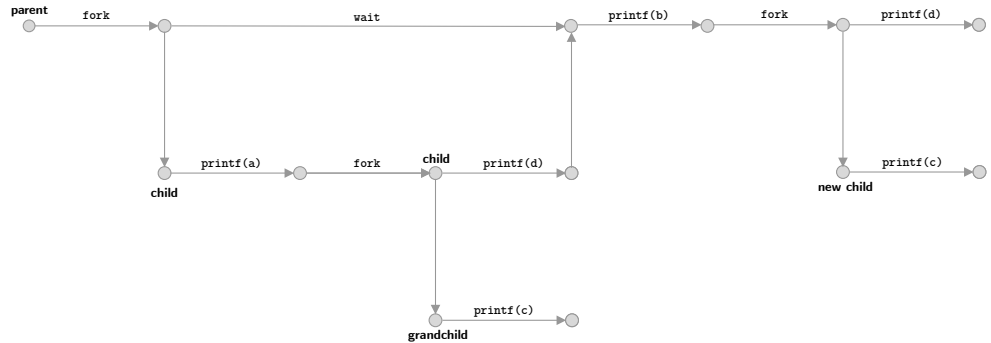 parent
fork
wait
printf(b)
fork
printf(d)
printf(a)
fork
child
printf(d)
printf(c)
child
new child
printf(c)
grandchild